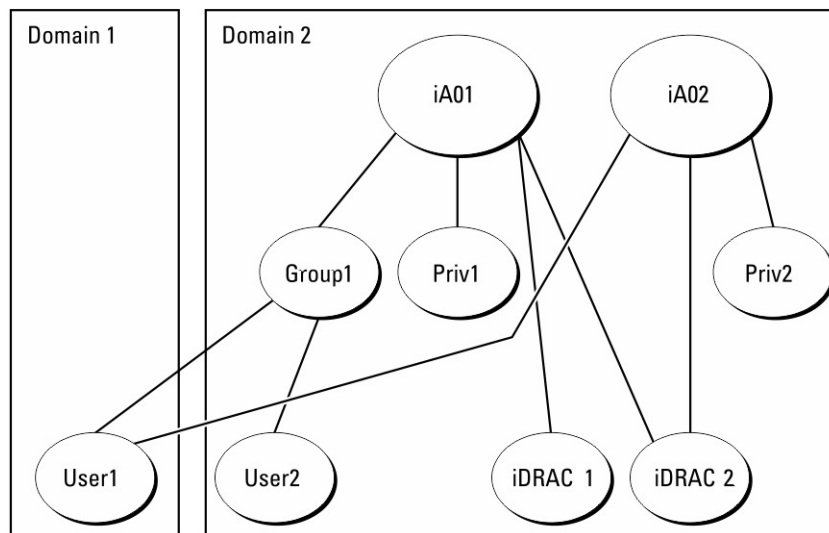 Domain 1
Domain 2
iA01
iA02
Group1
Priv1
Priv2
User1
User2
iDRAC 1
iDRAC 2